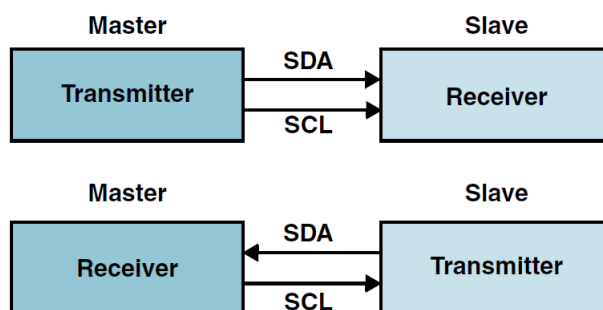 Master
Slave
Transmitter
SDA
SCL
Receiver
Master
Slave
Receiver
SDA
SCL
Transmitter